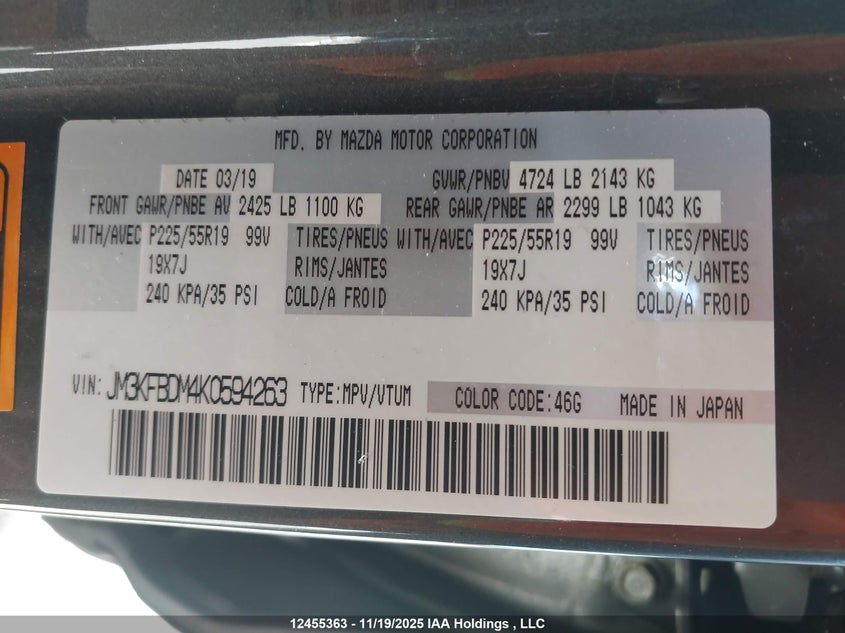 MFD. BY MAZDA MOTOR CORPORATION
DATE 03/19 GVWR/PNBV 4724 LB 2143 KG
FRONT GAWR/PNBE AV 2425 LB 1100 KG REAR GAWR/PNBE AR 2299 LB 1043 KG
WITH/AVEC P225/55R19 99V TIRES/PNEUS WITH/AVEC P225/55R19 99V TIRES/PNEUS
19X7J RIMS/JANTES 19X7J RIMS/JANTES
240 KPA/35 PSI COLD/A FROID 240 KPA/35 PSI COLD/A FROID
VIN: JM3KFBDM4K0594263 TYPE:MPV/VTUM COLOR CODE:46G MADE IN JAPAN
12455363 - 11/19/2025 IAA Holdings , LLC